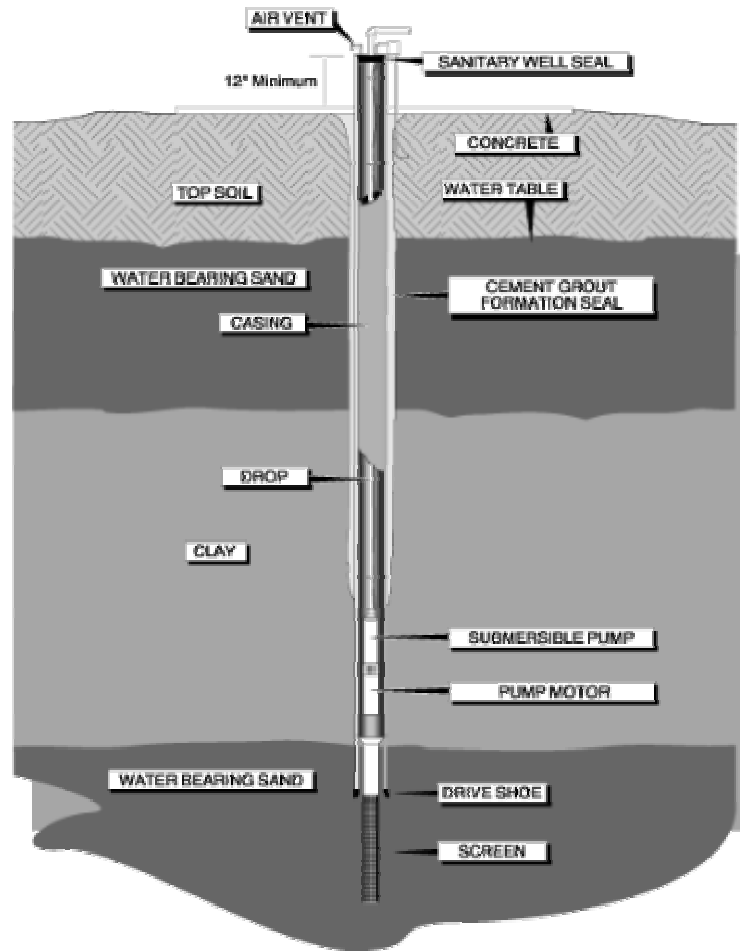 AIR VENT
SANITARY WELL SEAL
12" Minimum
CONCRETE
TOP SOIL
WATER TABLE
WATER BEARING SAND
CEMENT GROUT
FORMATION SEAL
CASING
DROP
CLAY
SUBMERSIBLE PUMP
PUMP MOTOR
WATER BEARING SAND
DRIVE SHOE
SCREEN